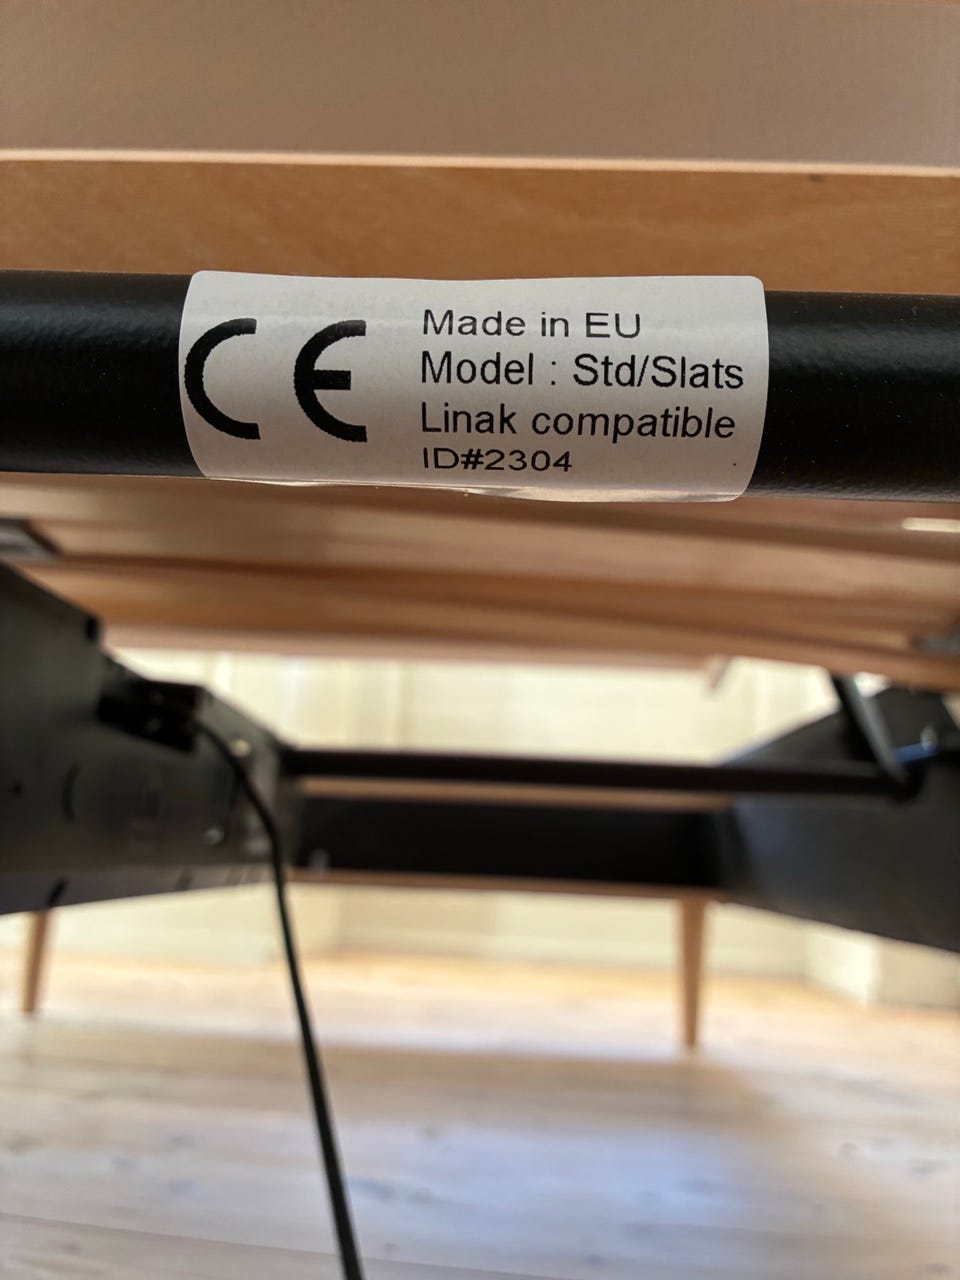 CE
Made in EU
Model : Std/Slats
Linak compatible
ID#2304